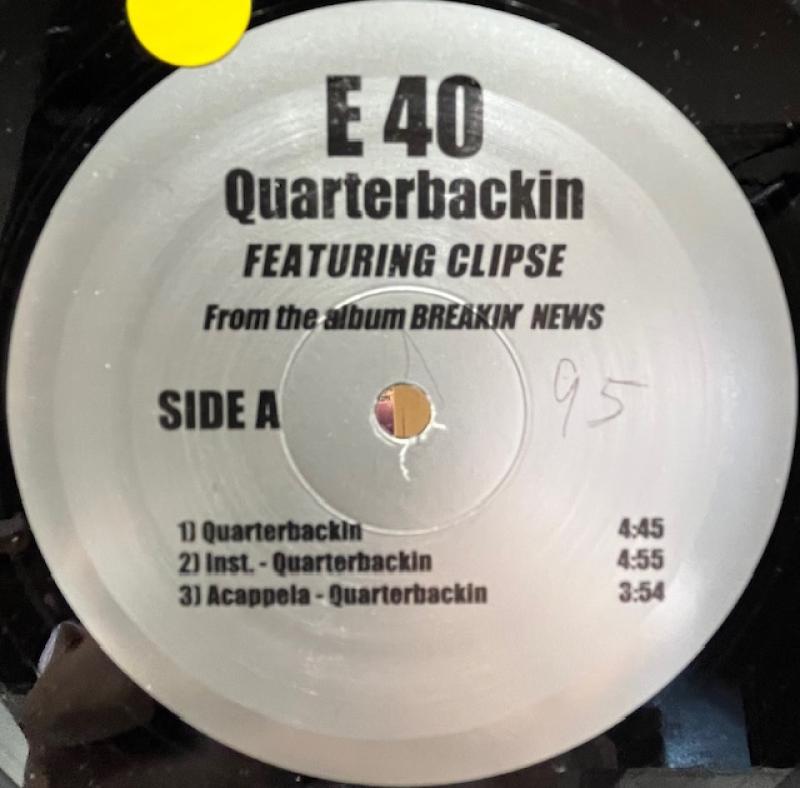 E 40
Quarterbackin
FEATURING CLIPSE
From the album BREAKIN' NEWS
SIDE A
95
1) Quarterbackin 4:45
2) Inst. - Quarterbackin 4:55
3) Acappela - Quarterbackin 3:54